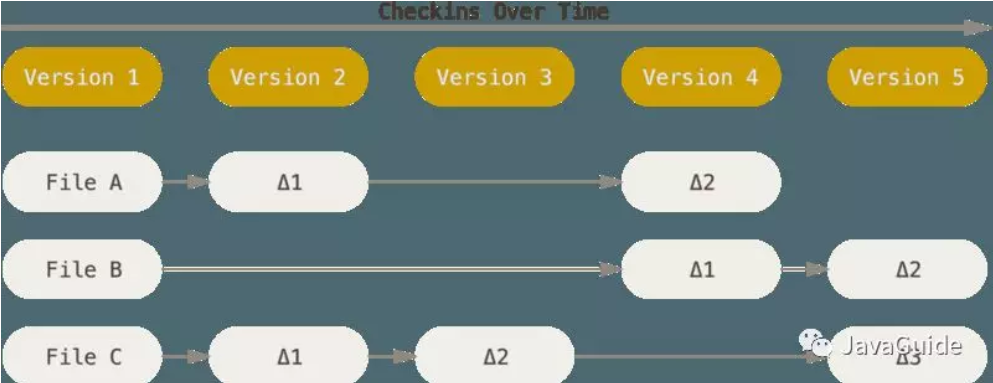 Checkins Over Time
Version 1 Version 2 Version 3 Version 4 Version 5
File A Δ1 Δ2
File B Δ1 Δ2
File C Δ1 Δ2 Δ3
JavaGuide